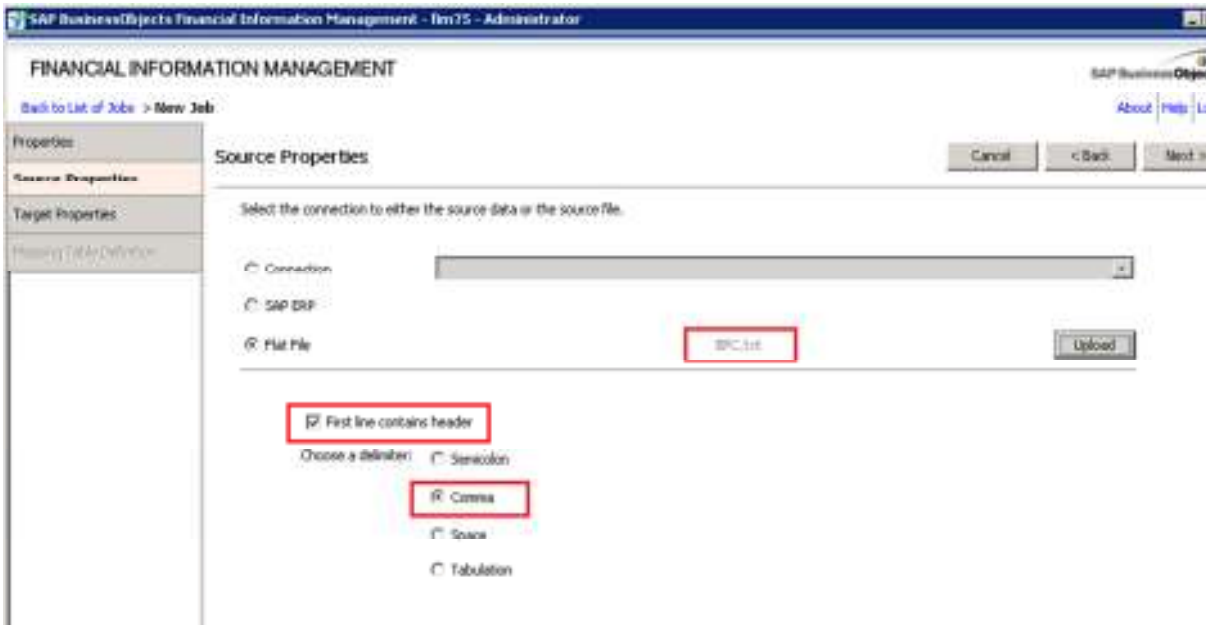 SAP BusinessObjects Financial Information Management - fim75 - Administrator
FINANCIAL INFORMATION MANAGEMENT
SAP BusinessObjec
Back to List of Jobs > New Job
About Help L
Properties
Source Properties
Cancel < Back Next >
Source Properties
Target Properties
Select the connection to either the source data or the source file.
Mapping Table Definition
Connection
SAP ERP
Flat File BPC.txt Upload
First line contains header
Choose a delimiter: Semicolon
Comma
Space
Tabulation